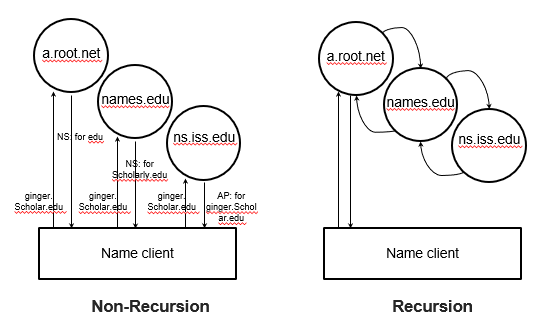 a.root.net
names.edu
ns.iss.edu
NS: for edu
NS: for
Scholarly.edu
ginger.
Scholar.edu
ginger.
Scholar.edu
ginger.
Scholar.edu
AP: for
ginger.Schol
ar.edu
Name client
Non-Recursion
a.root.net
names.edu
ns.iss.edu
Name client
Recursion